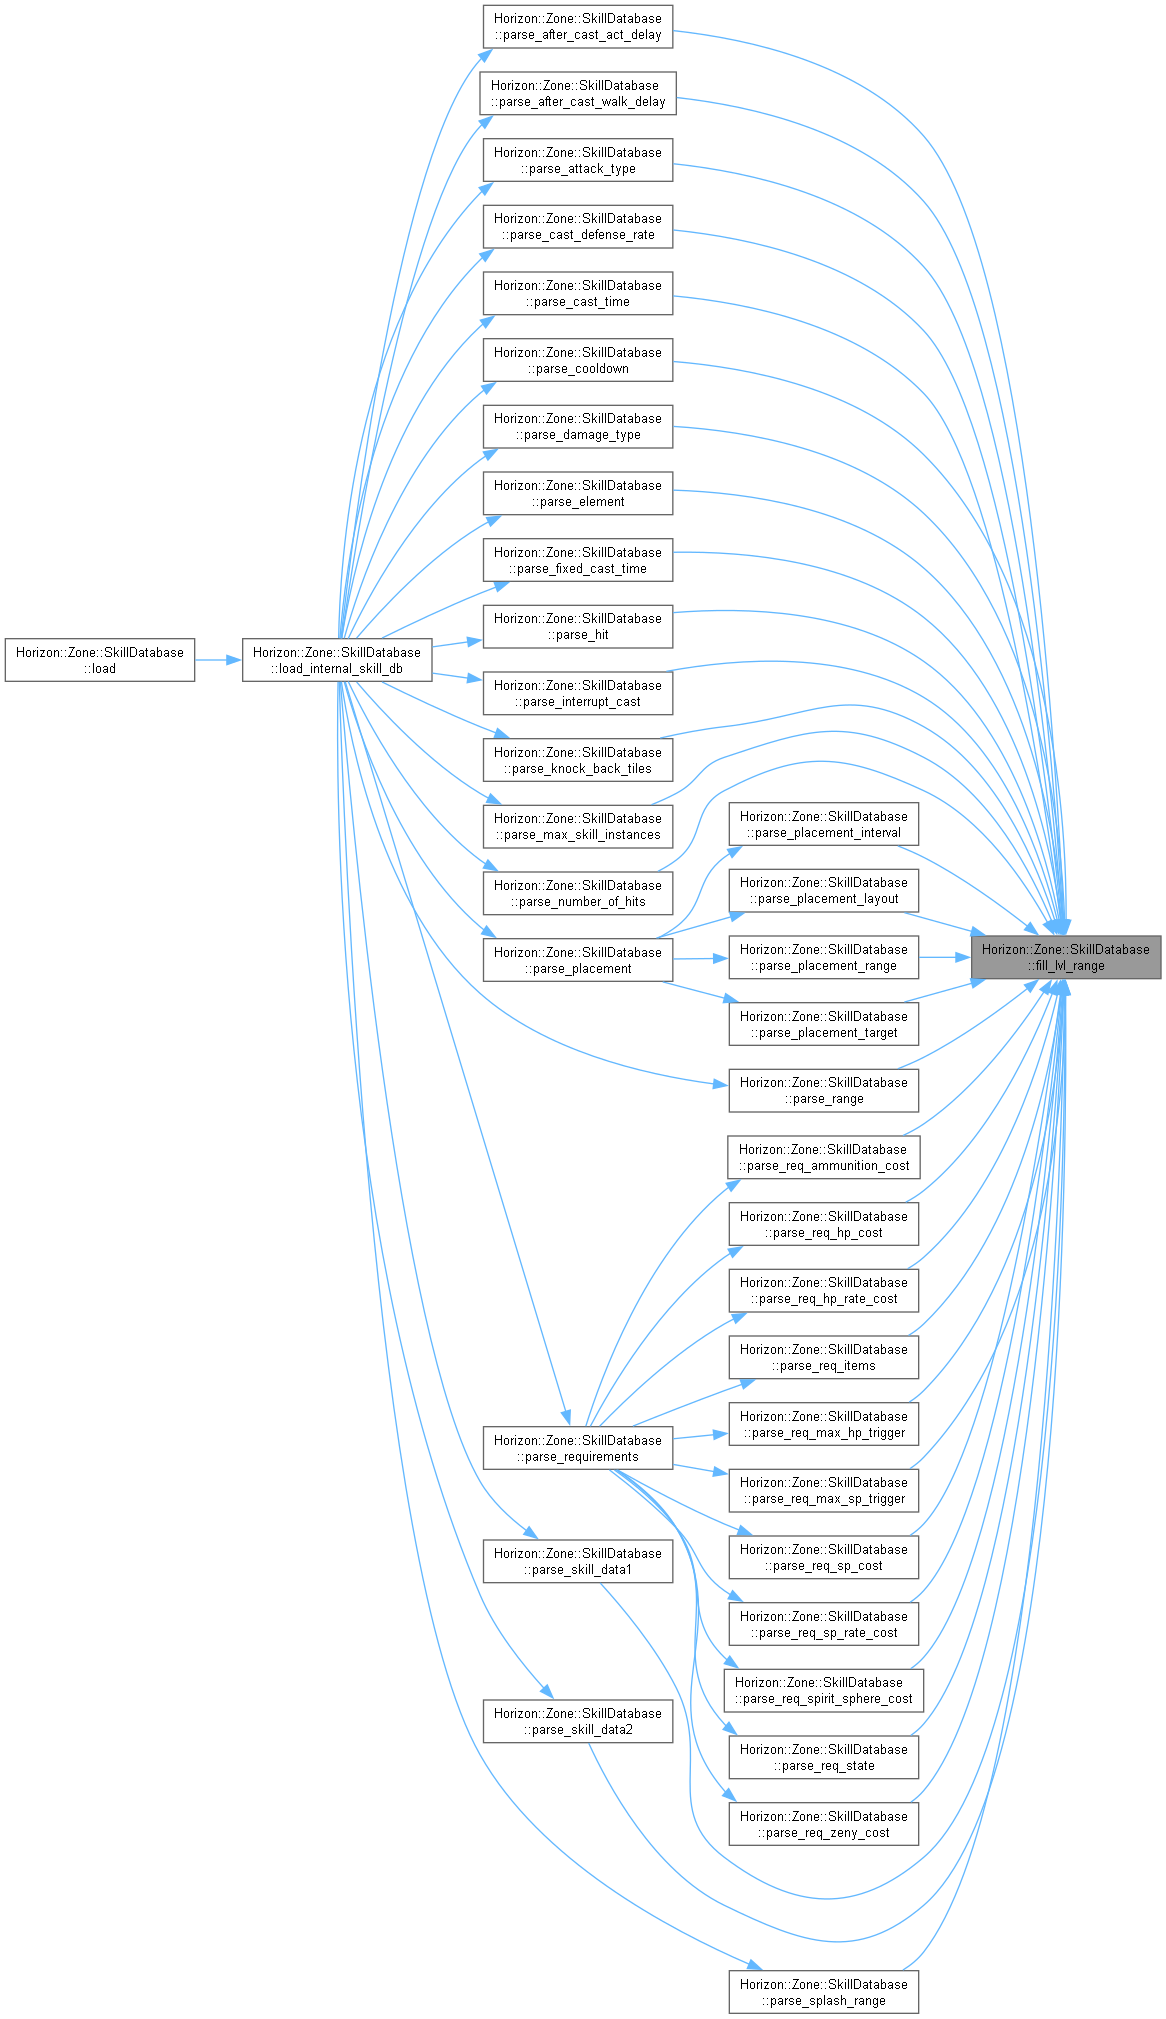 Horizon::Zone::SkillDatabase
::parse_after_cast_act_delay
Horizon::Zone::SkillDatabase
::parse_after_cast_walk_delay
Horizon::Zone::SkillDatabase
::parse_attack_type
Horizon::Zone::SkillDatabase
::parse_cast_defense_rate
Horizon::Zone::SkillDatabase
::parse_cast_time
Horizon::Zone::SkillDatabase
::parse_cooldown
Horizon::Zone::SkillDatabase
::parse_damage_type
Horizon::Zone::SkillDatabase
::parse_element
Horizon::Zone::SkillDatabase
::parse_fixed_cast_time
Horizon::Zone::SkillDatabase
::parse_hit
Horizon::Zone::SkillDatabase
::load
Horizon::Zone::SkillDatabase
::load_internal_skill_db
Horizon::Zone::SkillDatabase
::parse_interrupt_cast
Horizon::Zone::SkillDatabase
::parse_knock_back_tiles
Horizon::Zone::SkillDatabase
::parse_max_skill_instances
Horizon::Zone::SkillDatabase
::parse_number_of_hits
Horizon::Zone::SkillDatabase
::parse_placement
Horizon::Zone::SkillDatabase
::parse_placement_interval
Horizon::Zone::SkillDatabase
::parse_placement_layout
Horizon::Zone::SkillDatabase
::parse_placement_range
Horizon::Zone::SkillDatabase
::parse_placement_target
Horizon::Zone::SkillDatabase
::fill_lvl_range
Horizon::Zone::SkillDatabase
::parse_range
Horizon::Zone::SkillDatabase
::parse_req_ammunition_cost
Horizon::Zone::SkillDatabase
::parse_req_hp_cost
Horizon::Zone::SkillDatabase
::parse_req_hp_rate_cost
Horizon::Zone::SkillDatabase
::parse_req_items
Horizon::Zone::SkillDatabase
::parse_req_max_hp_trigger
Horizon::Zone::SkillDatabase
::parse_requirements
Horizon::Zone::SkillDatabase
::parse_req_max_sp_trigger
Horizon::Zone::SkillDatabase
::parse_req_sp_cost
Horizon::Zone::SkillDatabase
::parse_skill_data1
Horizon::Zone::SkillDatabase
::parse_req_sp_rate_cost
Horizon::Zone::SkillDatabase
::parse_req_spirit_sphere_cost
Horizon::Zone::SkillDatabase
::parse_skill_data2
Horizon::Zone::SkillDatabase
::parse_req_state
Horizon::Zone::SkillDatabase
::parse_req_zeny_cost
Horizon::Zone::SkillDatabase
::parse_splash_range